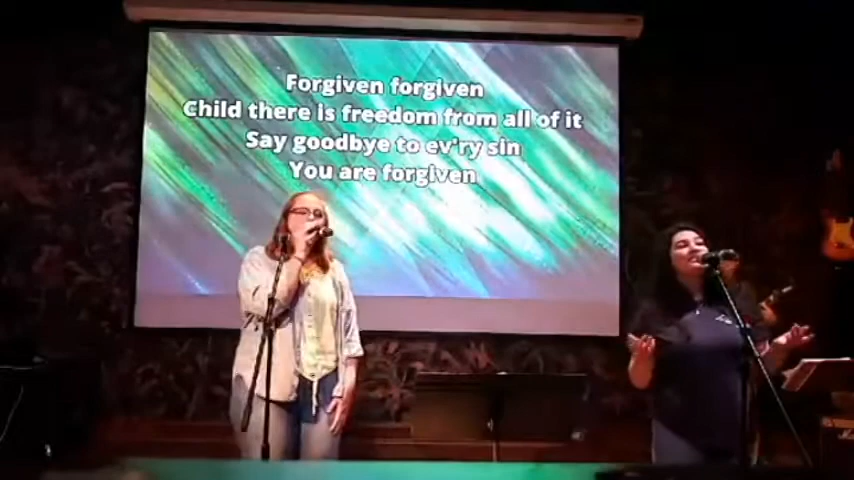 Forgiven forgiven
Child there is freedom from all of it
Say goodbye to ev'ry sin
You are forgiven